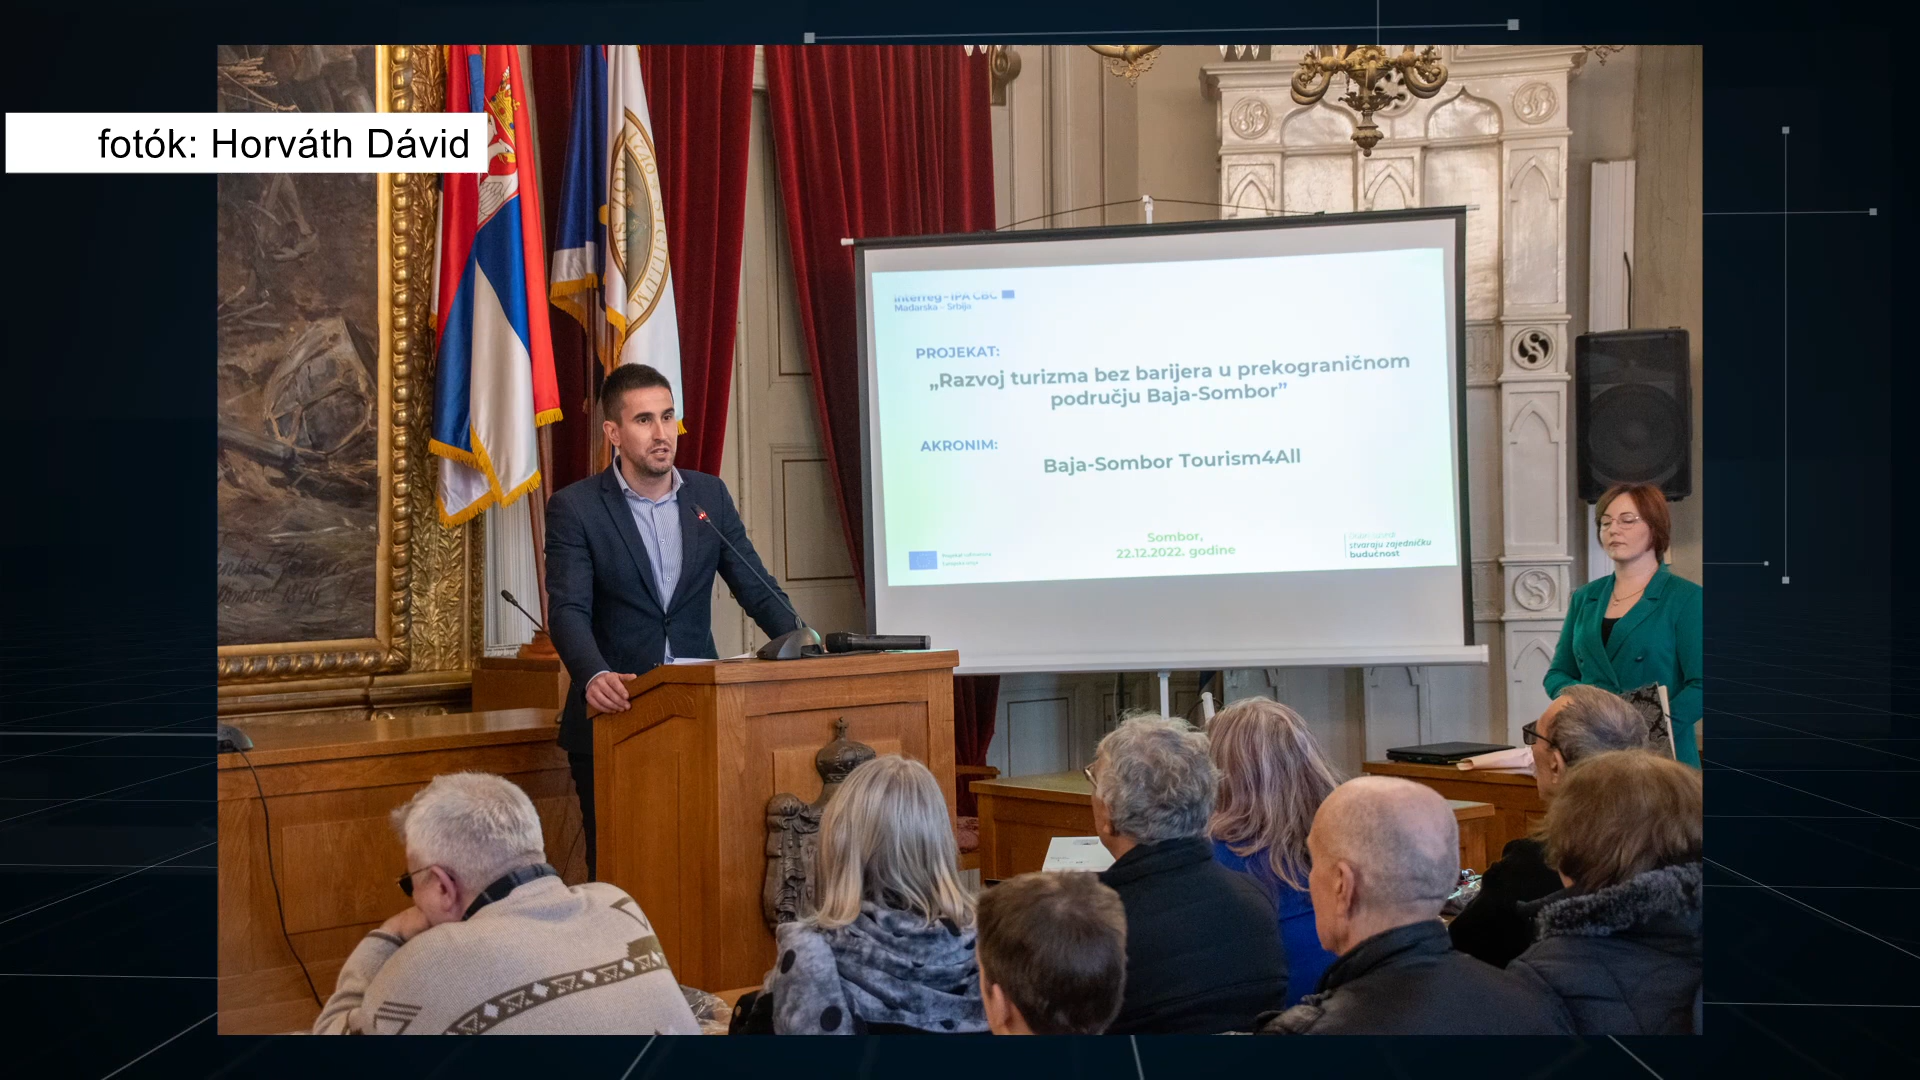 fotók: Horváth Dávid
Interreg - IPA CBC
Mađarska - Srbija
PROJEKAT:
„Razvoj turizma bez barijera u prekograničnom
području Baja-Sombor”
AKRONIM:
Baja-Sombor Tourism4All
Sombor,
22.12.2022. godine
stvaraju zajedničku
budućnost